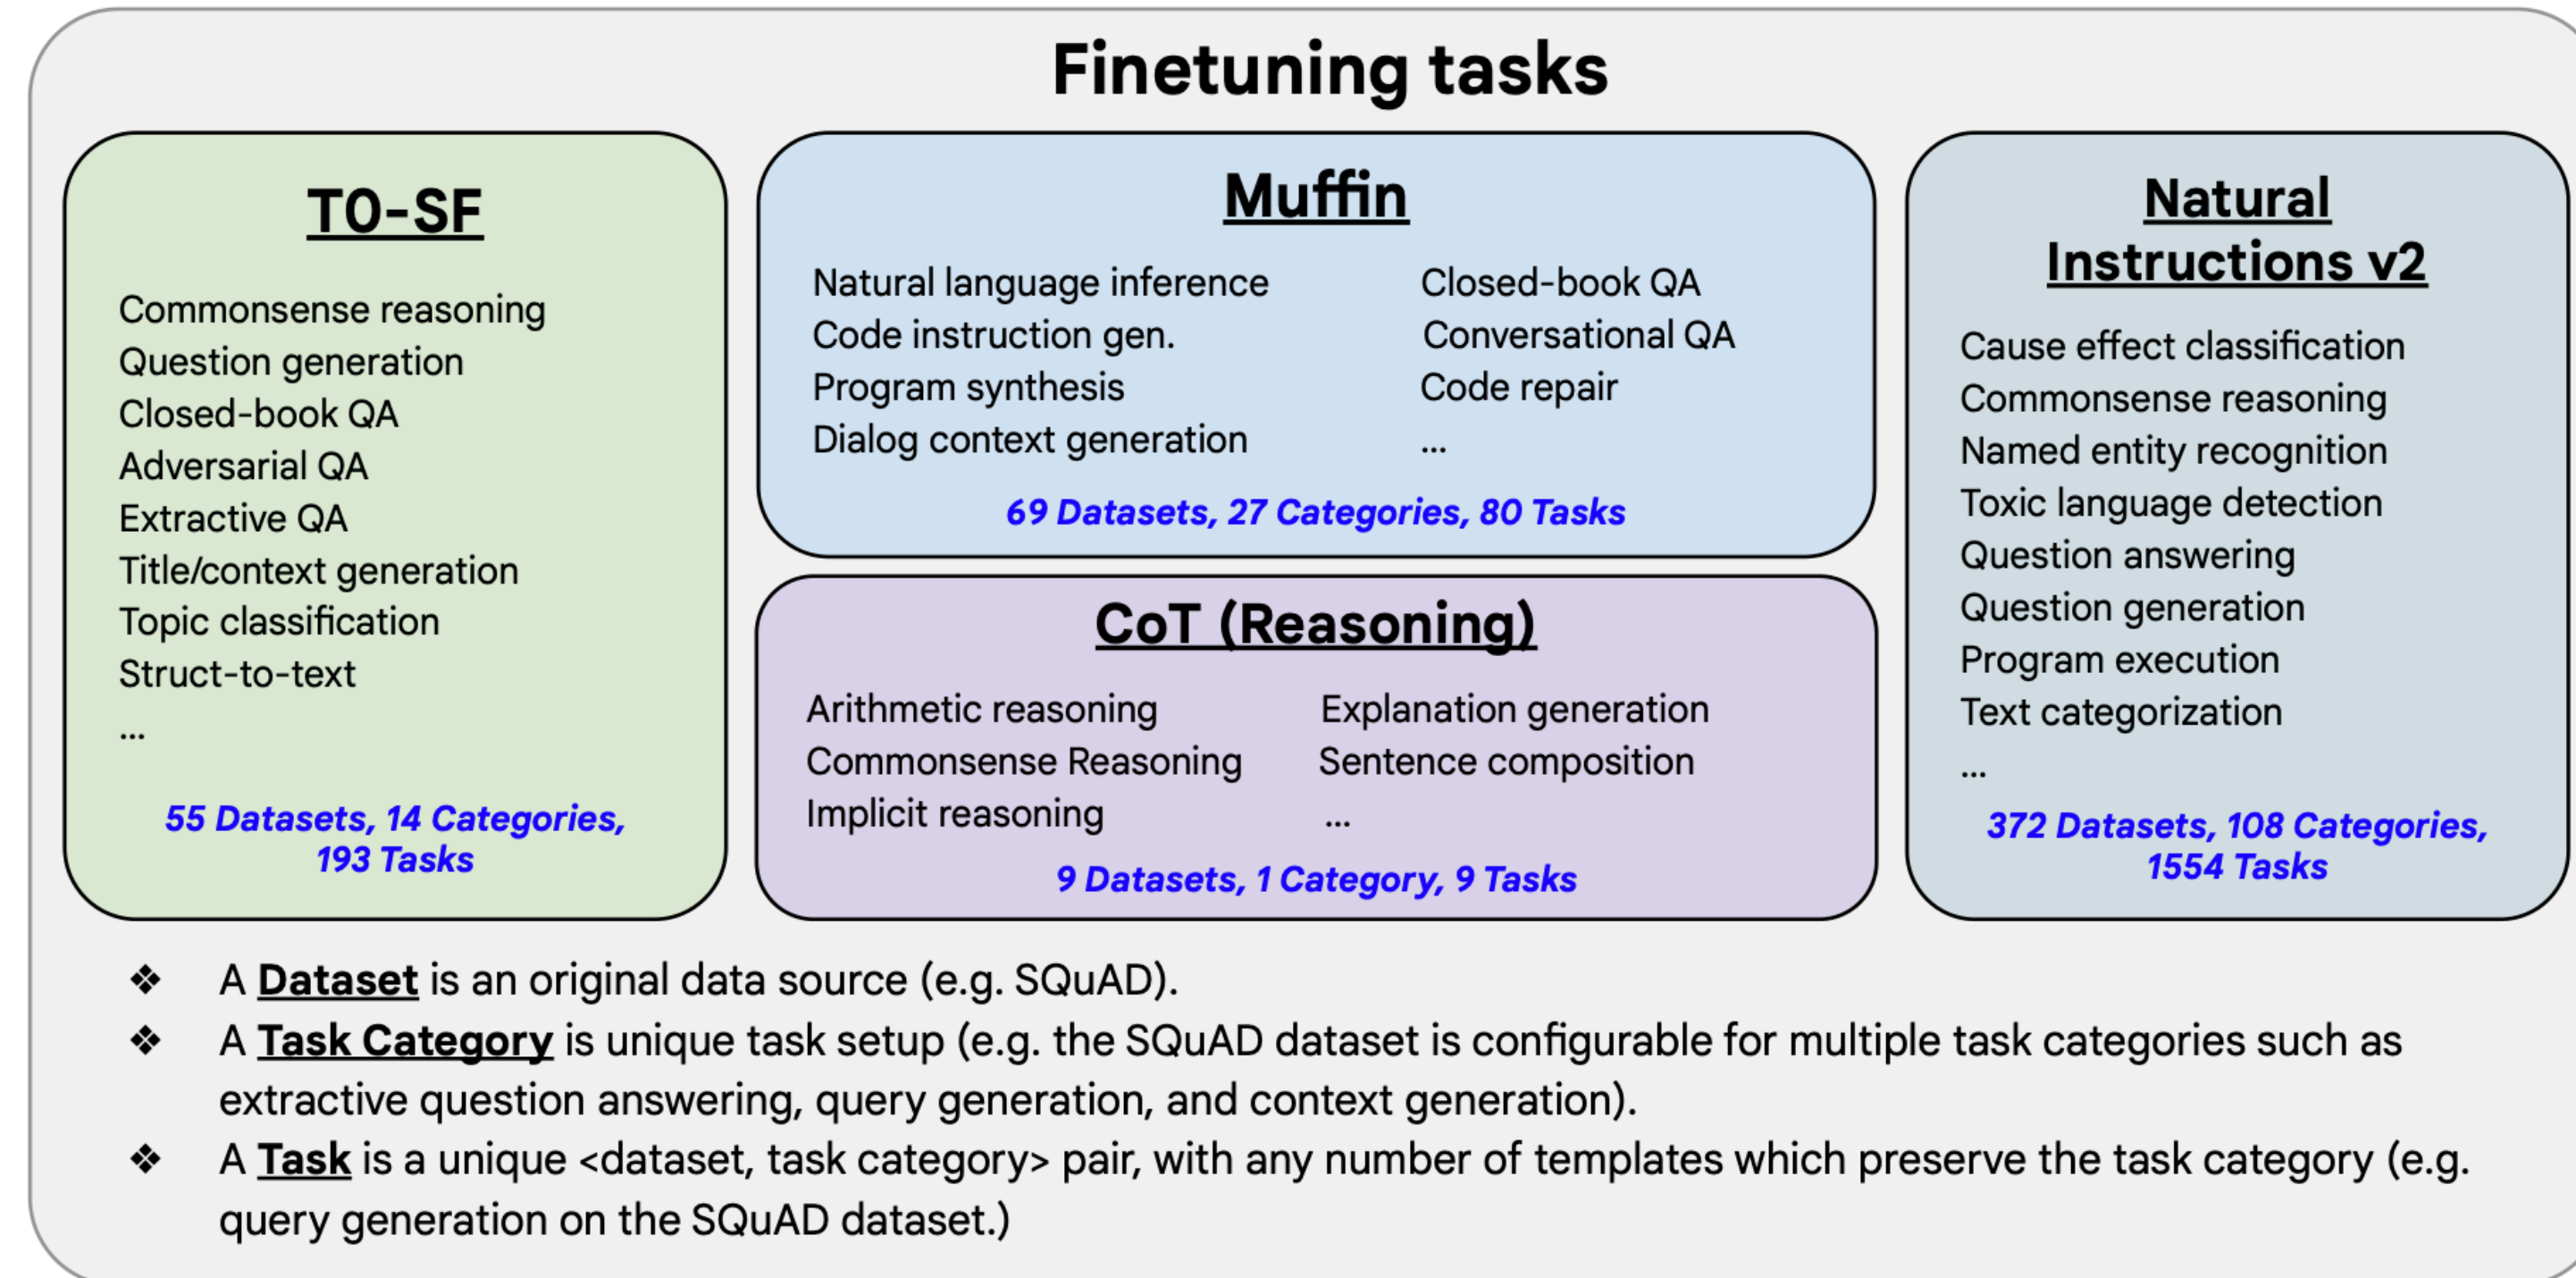 Finetuning tasks
T0-SF
Commonsense reasoning
Question generation
Closed-book QA
Adversarial QA
Extractive QA
Title/context generation
Topic classification
Struct-to-text
...
55 Datasets, 14 Categories,
193 Tasks
Muffin
Natural language inference
Code instruction gen.
Program synthesis
Dialog context generation
Closed-book QA
Conversational QA
Code repair
...
69 Datasets, 27 Categories, 80 Tasks
CoT (Reasoning)
Arithmetic reasoning
Commonsense Reasoning
Implicit reasoning
Explanation generation
Sentence composition
...
9 Datasets, 1 Category, 9 Tasks
Natural
Instructions v2
Cause effect classification
Commonsense reasoning
Named entity recognition
Toxic language detection
Question answering
Question generation
Program execution
Text categorization
...
372 Datasets, 108 Categories,
1554 Tasks
❖ A Dataset is an original data source (e.g. SQuAD).
❖ A Task Category is unique task setup (e.g. the SQuAD dataset is configurable for multiple task categories such as
extractive question answering, query generation, and context generation).
❖ A Task is a unique <dataset, task category> pair, with any number of templates which preserve the task category (e.g.
query generation on the SQuAD dataset.)